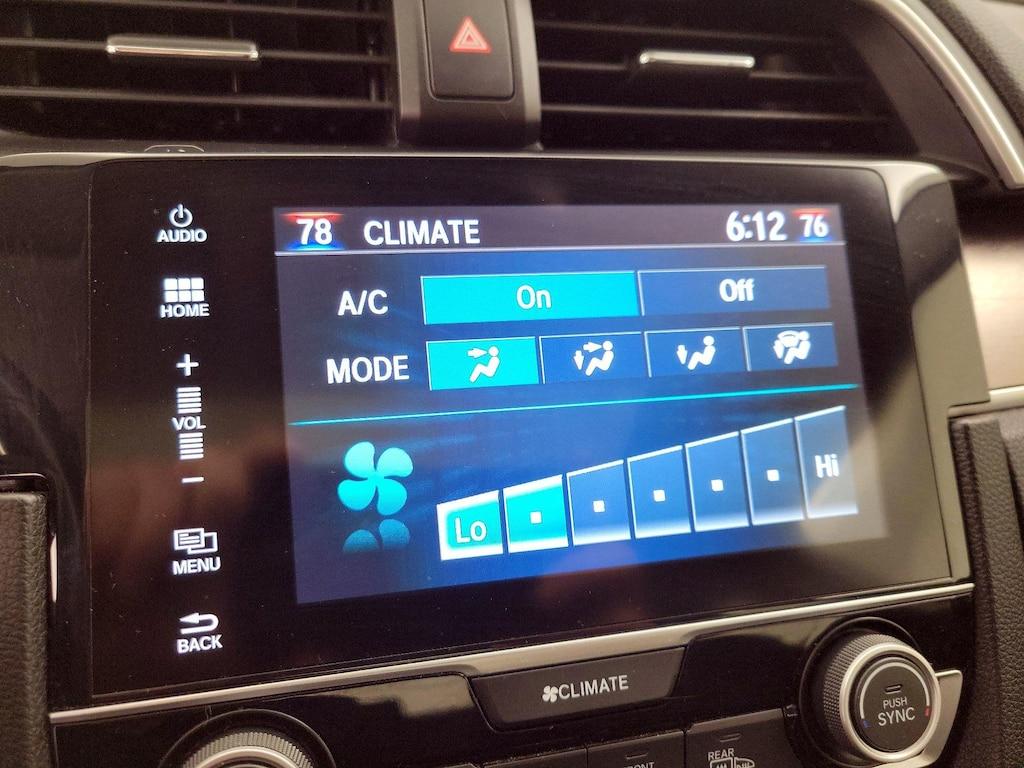 AUDIO
HOME
+
VOL
−
MENU
BACK
78 CLIMATE 6:12 76
A/C On Off
MODE
Lo Hi
CLIMATE
PUSH
SYNC
REAR